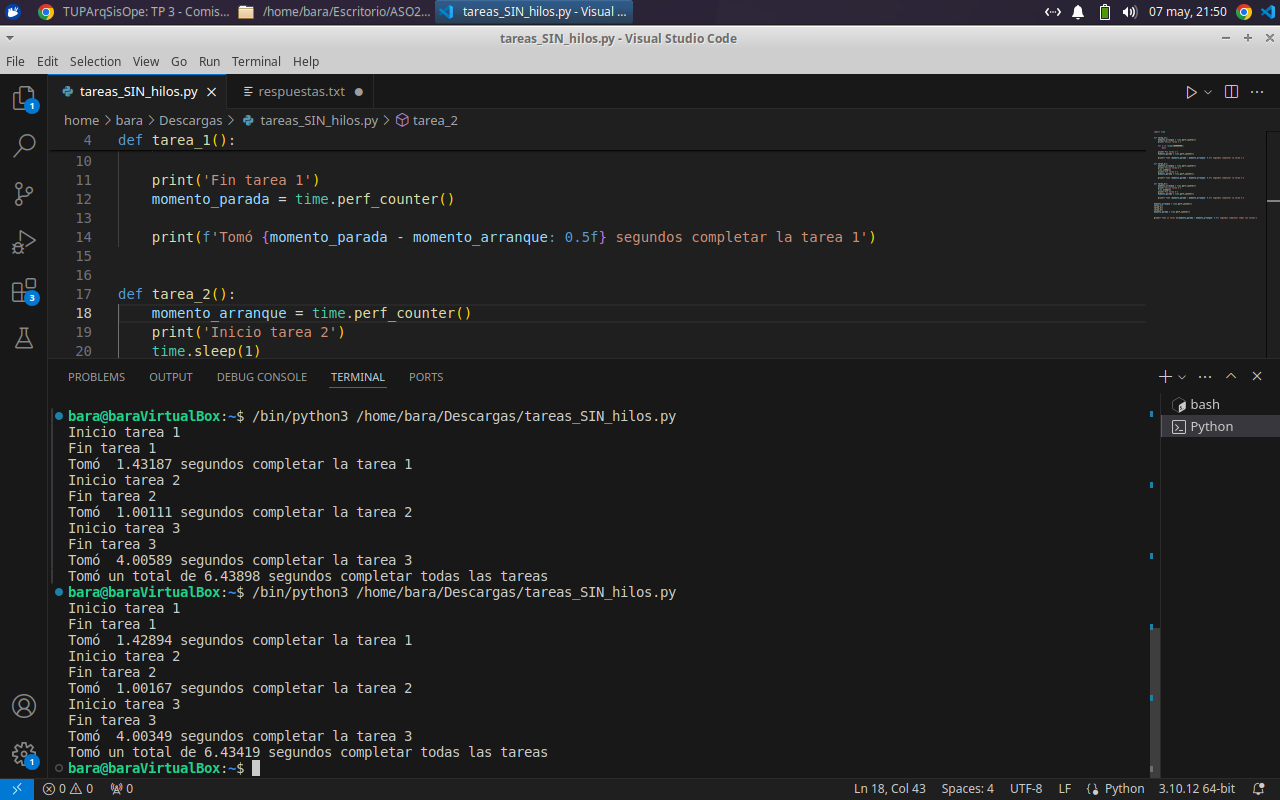 TUPArqSisOpe: TP 3 - Comis... /home/bara/Escritorio/ASO2... tareas_SIN_hilos.py - Visual ... 07 may, 21:50
tareas_SIN_hilos.py - Visual Studio Code
File Edit Selection View Go Run Terminal Help
tareas_SIN_hilos.py respuestas.txt
home > bara > Descargas > tareas_SIN_hilos.py > tarea_2
4 def tarea_1():
10
11 print('Fin tarea 1')
12 momento_parada = time.perf_counter()
13
14 print(f'Tomó {momento_parada - momento_arranque: 0.5f} segundos completar la tarea 1')
15
16
17 def tarea_2():
18 momento_arranque = time.perf_counter()
19 print('Inicio tarea 2')
20 time.sleep(1)
1
3
1
PROBLEMS OUTPUT DEBUG CONSOLE TERMINAL PORTS
bash
Python
bara@baraVirtualBox:~$ /bin/python3 /home/bara/Descargas/tareas_SIN_hilos.py
Inicio tarea 1
Fin tarea 1
Tomó  1.43187 segundos completar la tarea 1
Inicio tarea 2
Fin tarea 2
Tomó  1.00111 segundos completar la tarea 2
Inicio tarea 3
Fin tarea 3
Tomó  4.00589 segundos completar la tarea 3
Tomó un total de 6.43898 segundos completar todas las tareas
bara@baraVirtualBox:~$ /bin/python3 /home/bara/Descargas/tareas_SIN_hilos.py
Inicio tarea 1
Fin tarea 1
Tomó  1.42894 segundos completar la tarea 1
Inicio tarea 2
Fin tarea 2
Tomó  1.00167 segundos completar la tarea 2
Inicio tarea 3
Fin tarea 3
Tomó  4.00349 segundos completar la tarea 3
Tomó un total de 6.43419 segundos completar todas las tareas
bara@baraVirtualBox:~$
0 0 0 Ln 18, Col 43 Spaces: 4 UTF-8 LF Python 3.10.12 64-bit